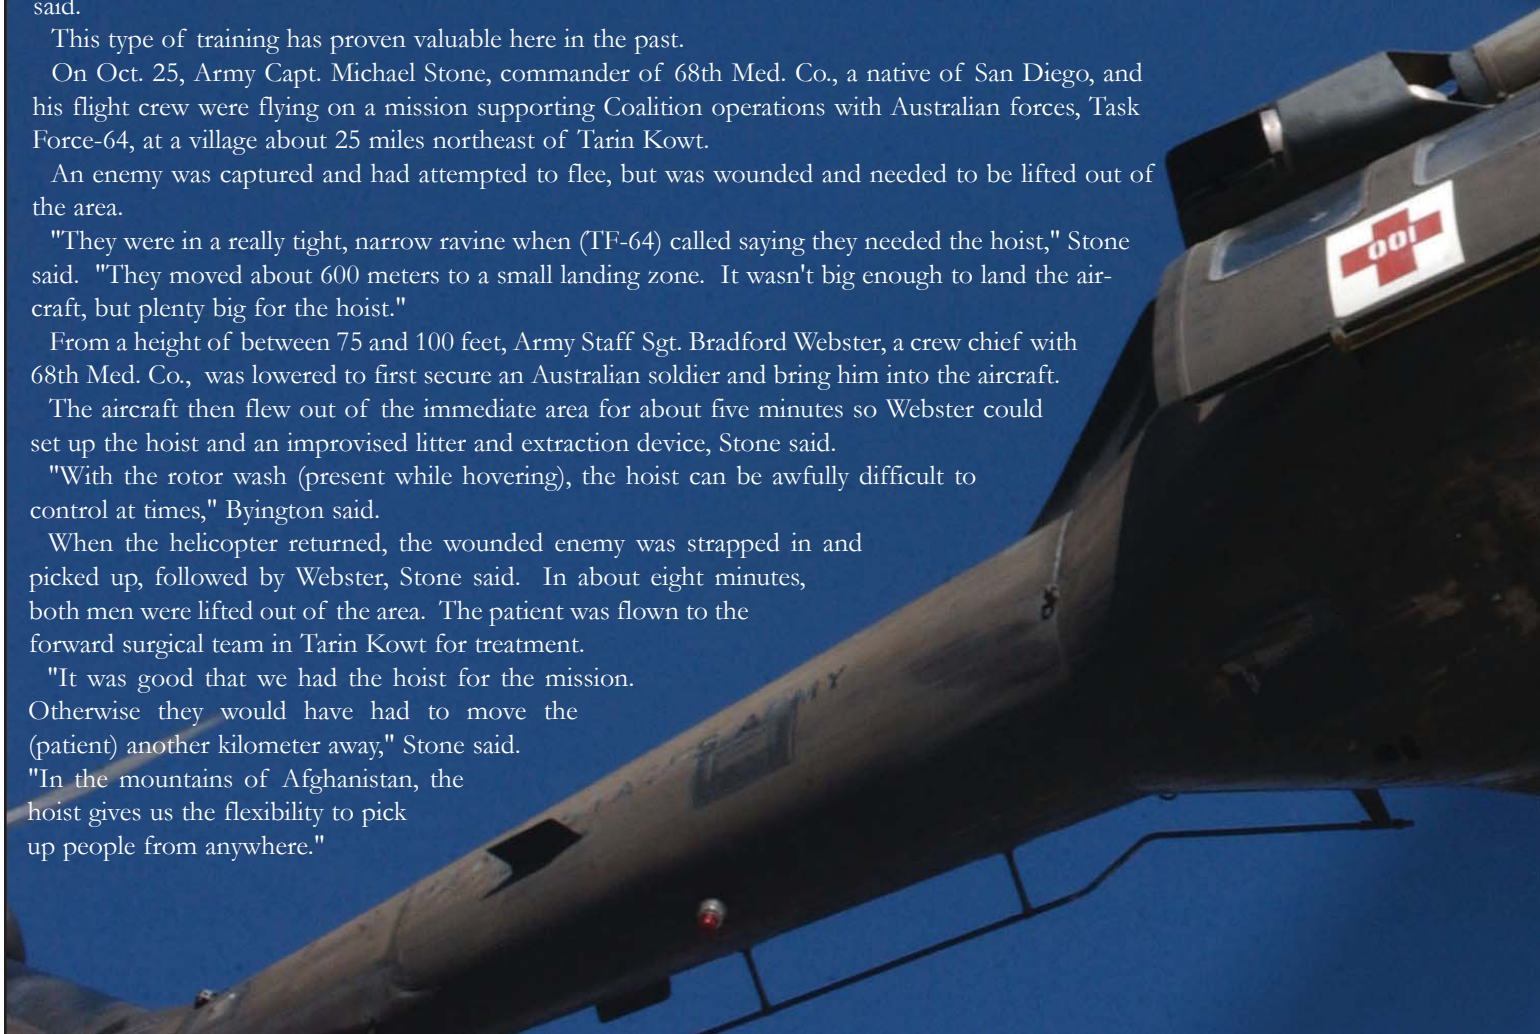 said.
This type of training has proven valuable here in the past.
On Oct. 25, Army Capt. Michael Stone, commander of 68th Med. Co., a native of San Diego, and
his flight crew were flying on a mission supporting Coalition operations with Australian forces, Task
Force-64, at a village about 25 miles northeast of Tarin Kowt.
An enemy was captured and had attempted to flee, but was wounded and needed to be lifted out of
the area.
"They were in a really tight, narrow ravine when (TF-64) called saying they needed the hoist," Stone
said.  "They moved about 600 meters to a small landing zone.  It wasn't big enough to land the air-
craft, but plenty big for the hoist."
From a height of between 75 and 100 feet, Army Staff Sgt. Bradford Webster, a crew chief with
68th Med. Co.,  was lowered to first secure an Australian soldier and bring him into the aircraft.
The aircraft then flew out of the immediate area for about five minutes so Webster could
set up the hoist and an improvised litter and extraction device, Stone said.
"With the rotor wash (present while hovering), the hoist can be awfully difficult to
control at times," Byington said.
When the helicopter returned, the wounded enemy was strapped in and
picked up, followed by Webster, Stone said.  In about eight minutes,
both men were lifted out of the area.  The patient was flown to the
forward surgical team in Tarin Kowt for treatment.
"It was good that we had the hoist for the mission.
Otherwise they would have had to move the
(patient) another kilometer away," Stone said.
"In the mountains of Afghanistan, the
hoist gives us the flexibility to pick
up people from anywhere."
001